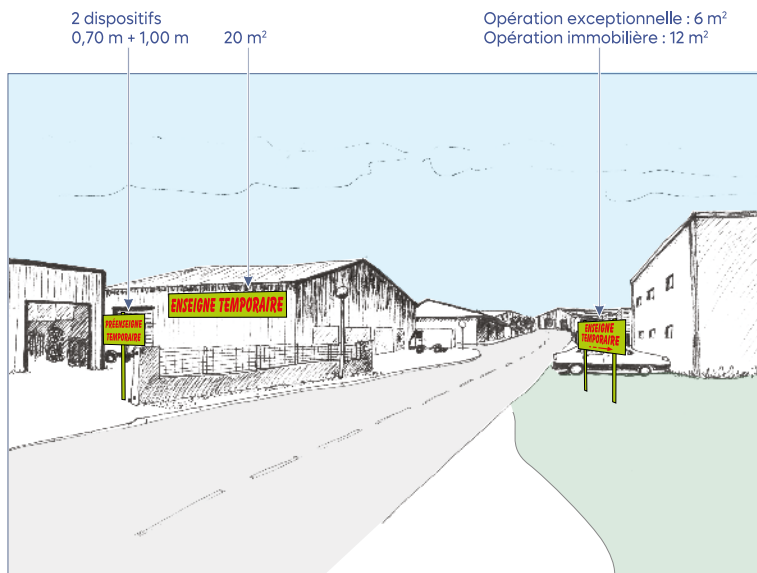 2 dispositifs
0,70 m + 1,00 m
20 m²
Opération exceptionnelle : 6 m²
Opération immobilière : 12 m²
ENSEIGNE TEMPORAIRE
PRÉENSEIGNE
TEMPORAIRE
ENSEIGNE
TEMPORAIRE